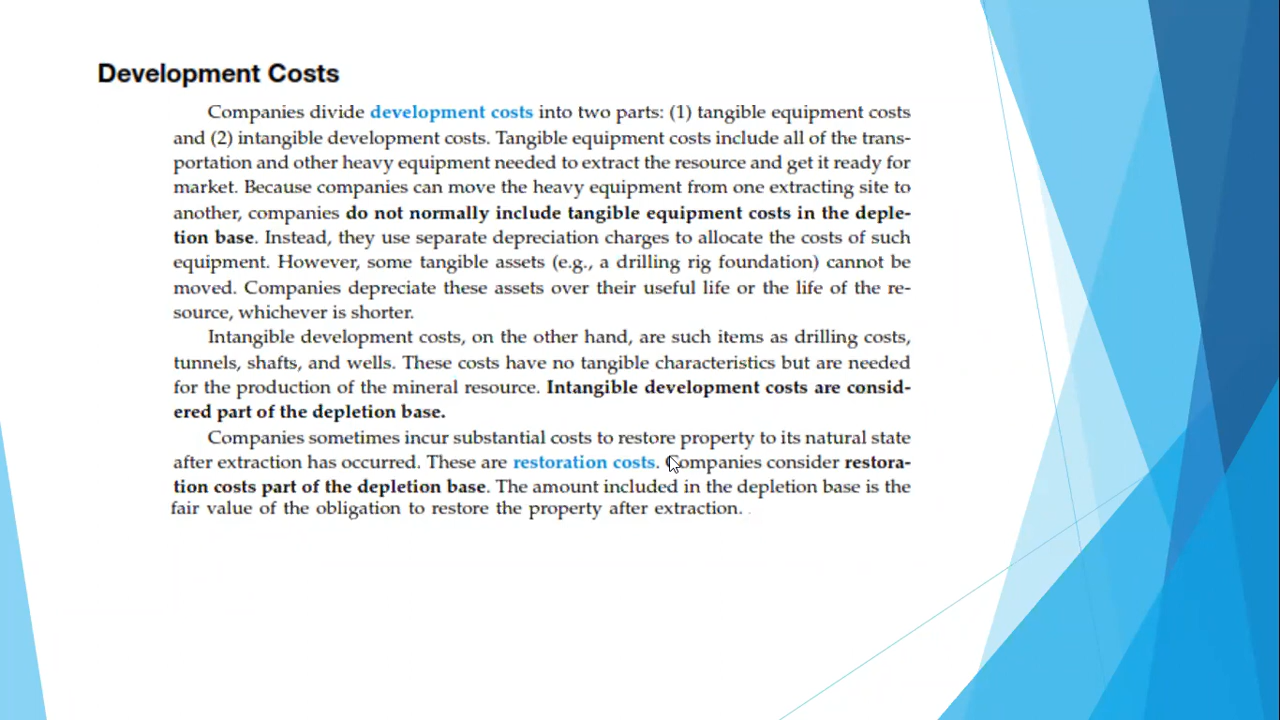 Development Costs
Companies divide development costs into two parts: (1) tangible equipment costs
and (2) intangible development costs. Tangible equipment costs include all of the trans-
portation and other heavy equipment needed to extract the resource and get it ready for
market. Because companies can move the heavy equipment from one extracting site to
another, companies do not normally include tangible equipment costs in the deple-
tion base. Instead, they use separate depreciation charges to allocate the costs of such
equipment. However, some tangible assets (e.g., a drilling rig foundation) cannot be
moved. Companies depreciate these assets over their useful life or the life of the re-
source, whichever is shorter.
Intangible development costs, on the other hand, are such items as drilling costs,
tunnels, shafts, and wells. These costs have no tangible characteristics but are needed
for the production of the mineral resource. Intangible development costs are consid-
ered part of the depletion base.
Companies sometimes incur substantial costs to restore property to its natural state
after extraction has occurred. These are restoration costs. Companies consider restora-
tion costs part of the depletion base. The amount included in the depletion base is the
fair value of the obligation to restore the property after extraction.